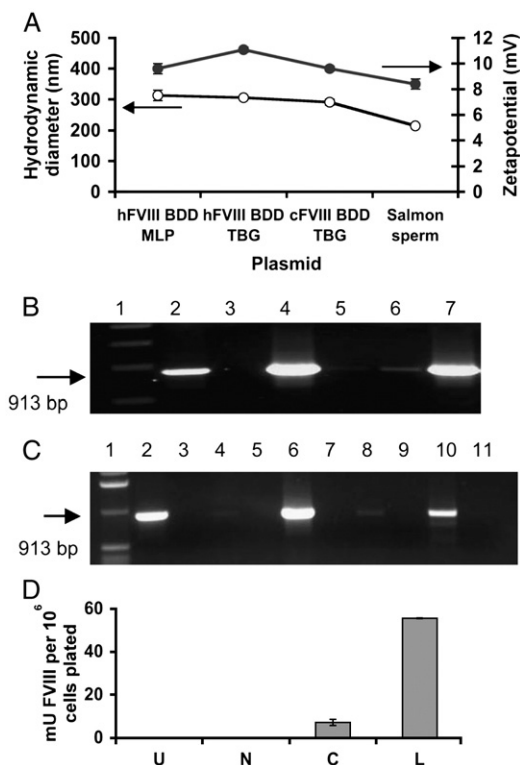 A
Hydrodynamic
diameter (nm)
500
400
300
200
100
0
12
10
8
6
4
2
0
Zetapotential (mV)
hFVIII BDD hFVIII BDD cFVIII BDD Salmon
MLP TBG TBG sperm
Plasmid
B 1 2 3 4 5 6 7
913 bp
C 1 2 3 4 5 6 7 8 9 10 11
913 bp
D
mU FVIII per 10⁶
cells plated
60
40
20
0
U N C L